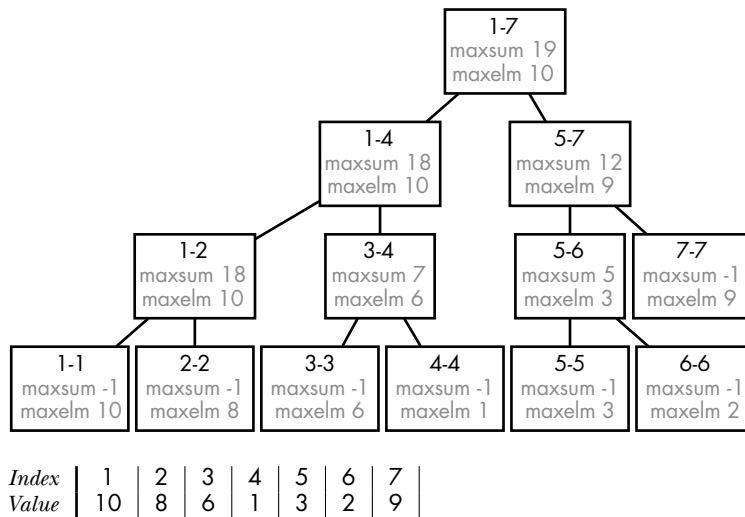 1-7
maxsum 19
maxelm 10
1-4
maxsum 18
maxelm 10
5-7
maxsum 12
maxelm 9
1-2
maxsum 18
maxelm 10
3-4
maxsum 7
maxelm 6
5-6
maxsum 5
maxelm 3
7-7
maxsum -1
maxelm 9
1-1
maxsum -1
maxelm 10
2-2
maxsum -1
maxelm 8
3-3
maxsum -1
maxelm 6
4-4
maxsum -1
maxelm 1
5-5
maxsum -1
maxelm 3
6-6
maxsum -1
maxelm 2
Index 1 2 3 4 5 6 7
Value 10 8 6 1 3 2 9